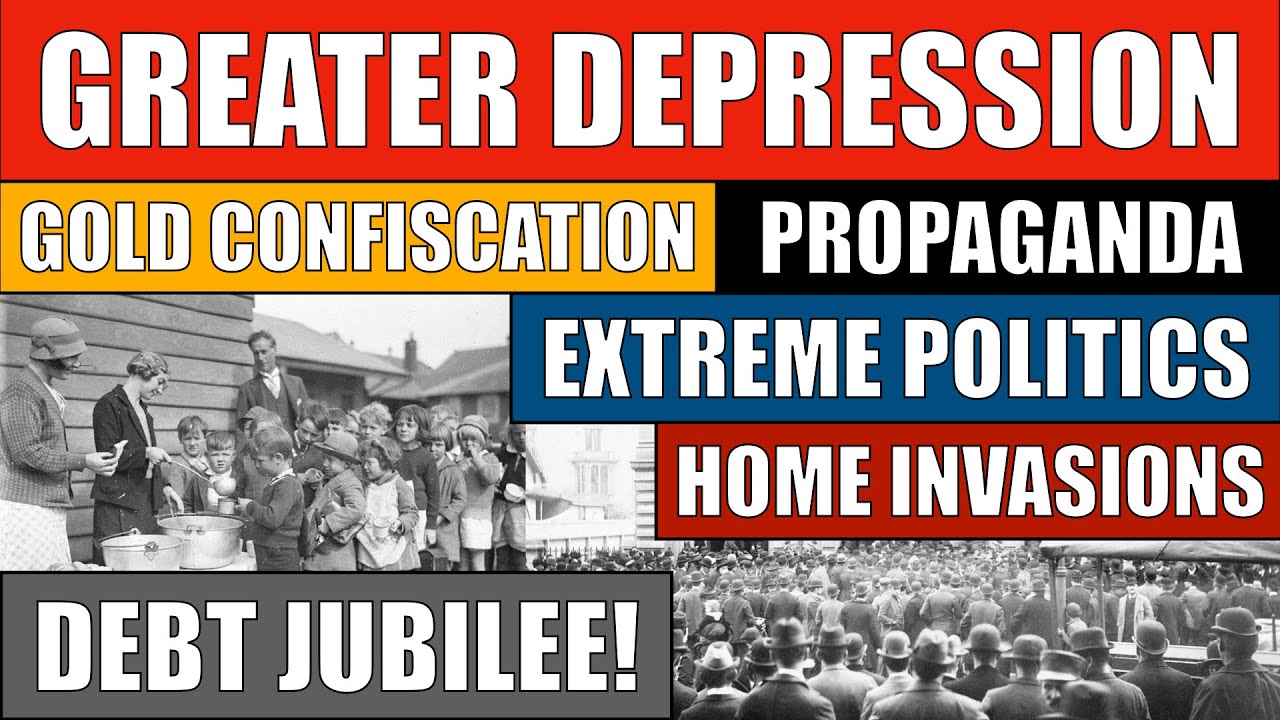 GREATER DEPRESSION
GOLD CONFISCATION
PROPAGANDA
EXTREME POLITICS
HOME INVASIONS
DEBT JUBILEE!